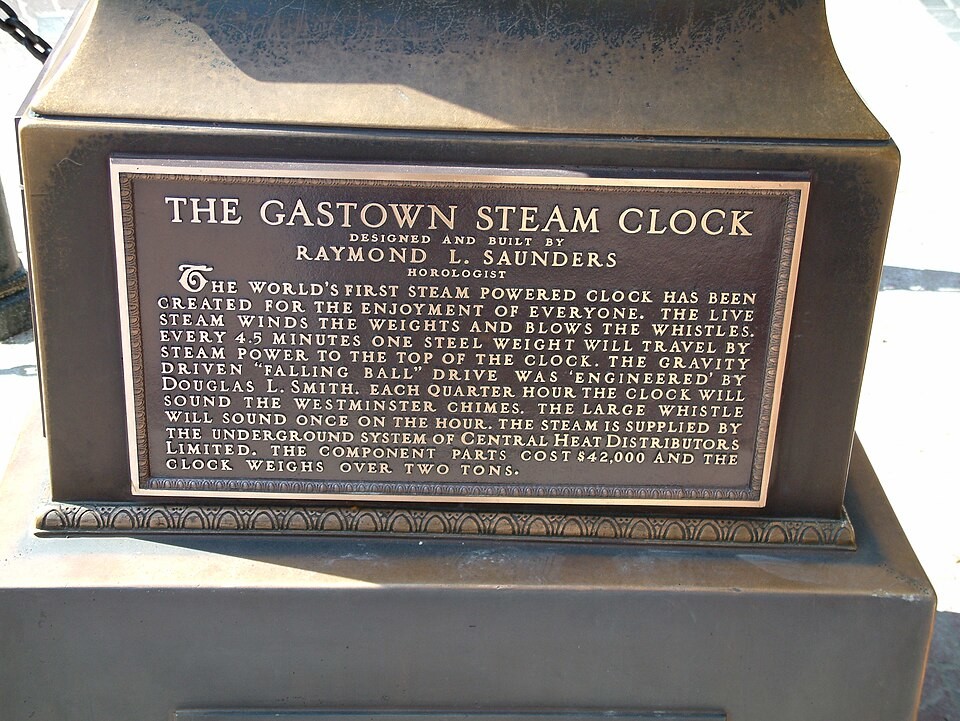 THE GASTOWN STEAM CLOCK
DESIGNED AND BUILT BY
RAYMOND L. SAUNDERS
HOROLOGIST
THE WORLD'S FIRST STEAM POWERED CLOCK HAS BEEN
CREATED FOR THE ENJOYMENT OF EVERYONE. THE LIVE
STEAM WINDS THE WEIGHTS AND BLOWS THE WHISTLES.
EVERY 4.5 MINUTES ONE STEEL WEIGHT WILL TRAVEL BY
STEAM POWER TO THE TOP OF THE CLOCK. THE GRAVITY
DRIVEN "FALLING BALL" DRIVE WAS 'ENGINEERED' BY
DOUGLAS L. SMITH. EACH QUARTER HOUR THE CLOCK WILL
SOUND THE WESTMINSTER CHIMES. THE LARGE WHISTLE
WILL SOUND ONCE ON THE HOUR. THE STEAM IS SUPPLIED BY
THE UNDERGROUND SYSTEM OF CENTRAL HEAT DISTRIBUTORS
LIMITED. THE COMPONENT PARTS COST $42,000 AND THE
CLOCK WEIGHS OVER TWO TONS.